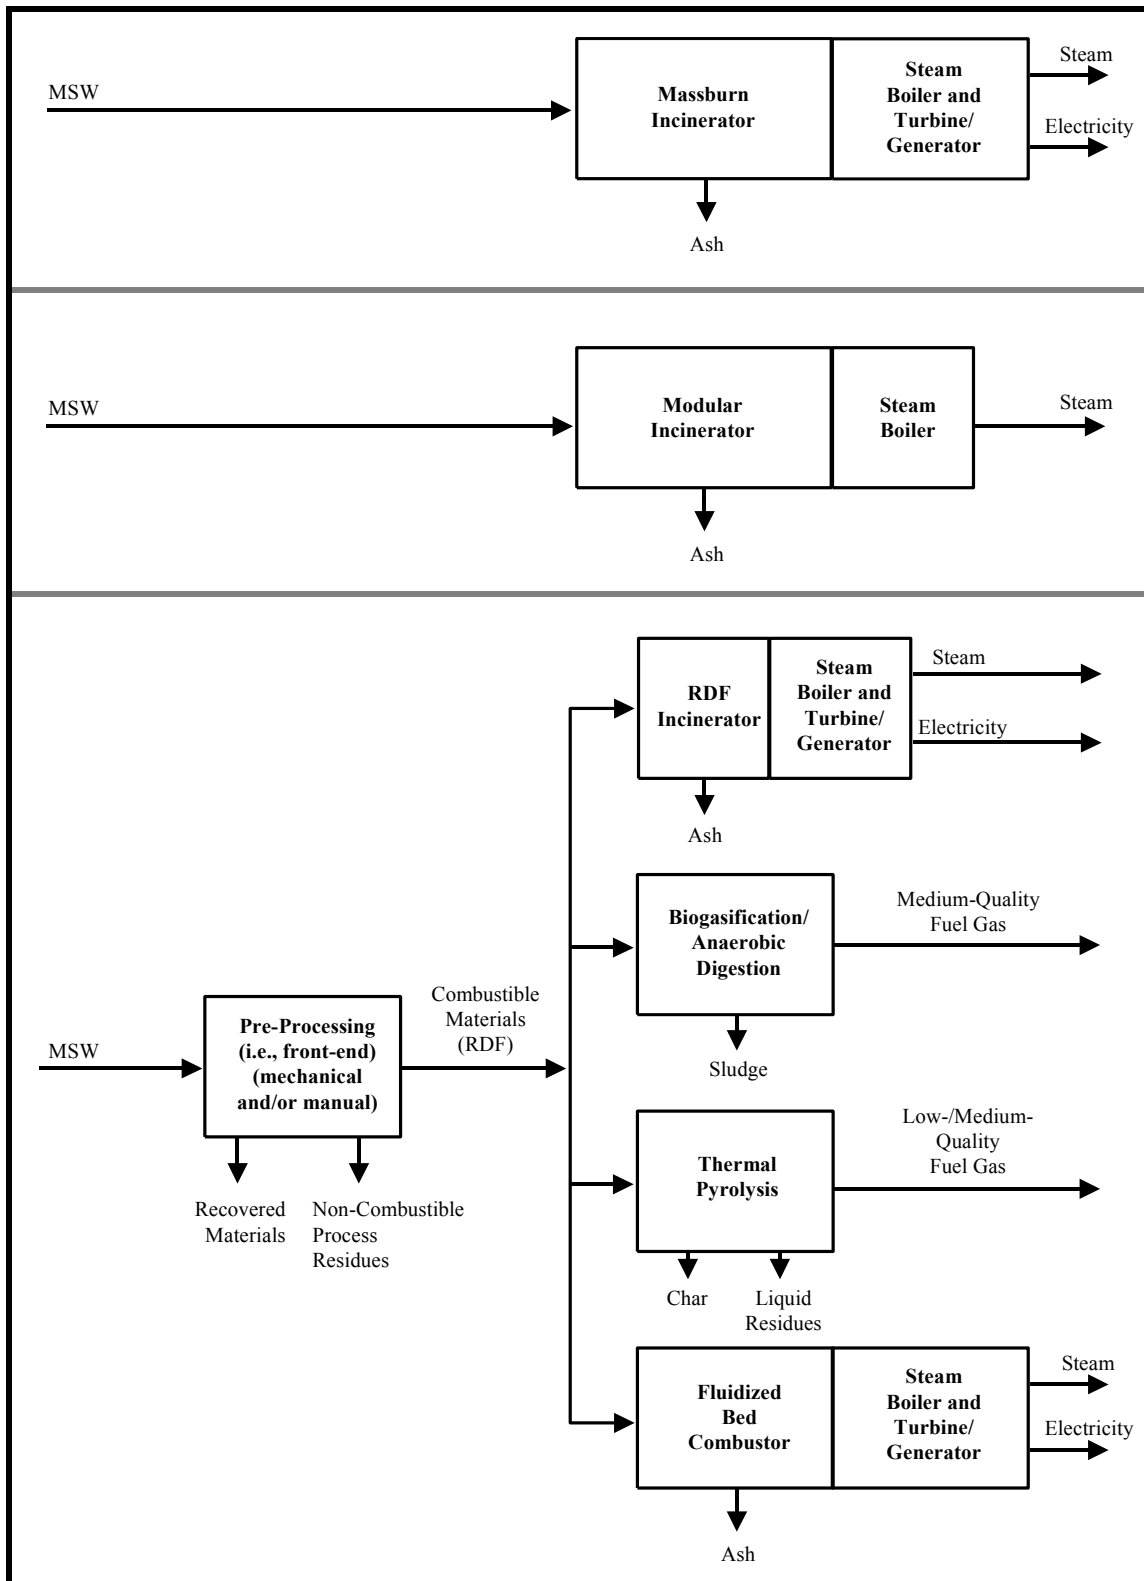 MSW
Massburn
Incinerator
Steam
Boiler and
Turbine/
Generator
Steam
Electricity
Ash
MSW
Modular
Incinerator
Steam
Boiler
Steam
Ash
RDF
Incinerator
Steam
Boiler and
Turbine/
Generator
Steam
Electricity
Ash
Biogasification/
Anaerobic
Digestion
Medium-Quality
Fuel Gas
Sludge
MSW
Pre-Processing
(i.e., front-end)
(mechanical
and/or manual)
Combustible
Materials
(RDF)
Recovered
Materials
Non-Combustible
Process
Residues
Thermal
Pyrolysis
Low-/Medium-
Quality
Fuel Gas
Char
Liquid
Residues
Fluidized
Bed
Combustor
Steam
Boiler and
Turbine/
Generator
Steam
Electricity
Ash